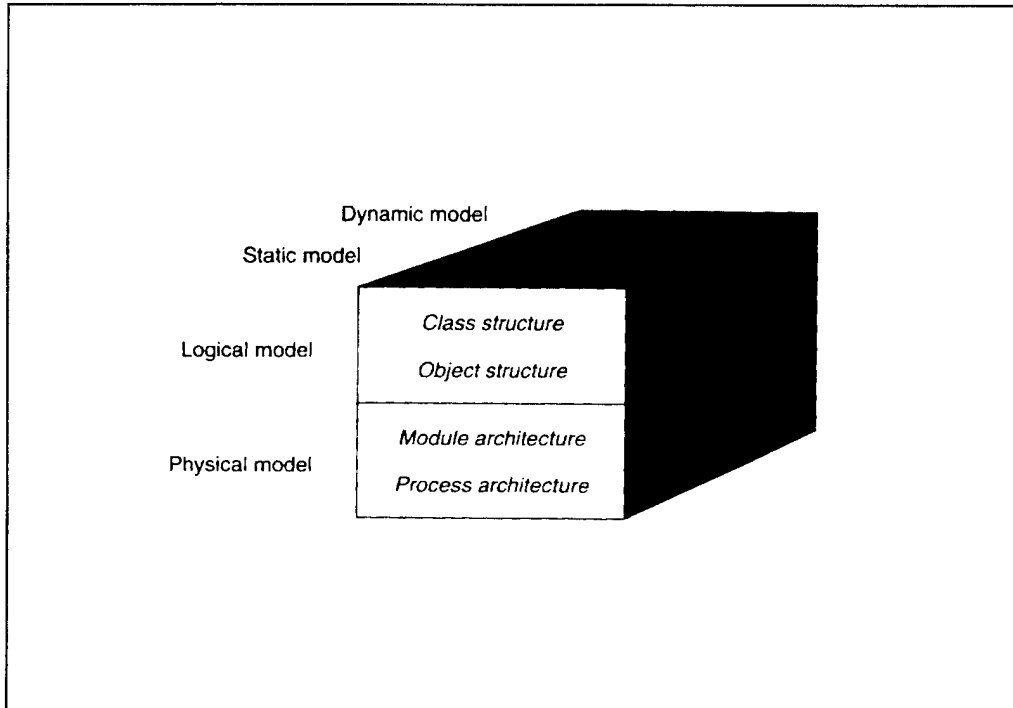 Dynamic model
Static model
Class structure
Logical model
Object structure
Module architecture
Physical model
Process architecture